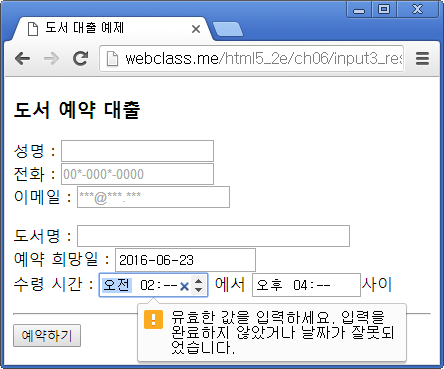 도서 대출 예제
webclass.me/html5_2e/ch06/input3_res
도서 예약 대출
성명 :
전화 : 00*-000*-0000
이메일 : ***@***.***
도서명 :
예약 희망일 : 2016-06-23
수령 시간 : 오전 02:-- 에서 오후 04:-- 사이
유효한 값을 입력하세요. 입력을
완료하지 않았거나 날짜가 잘못되
었습니다.
예약하기